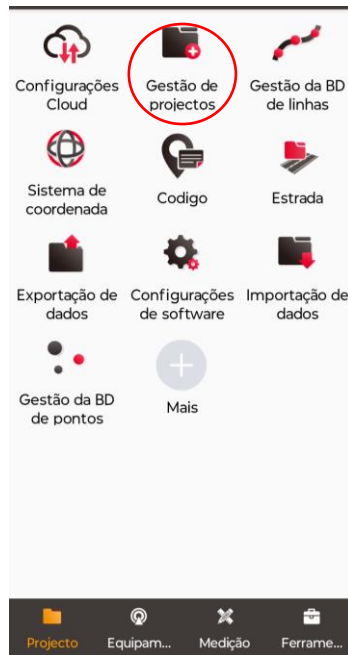 Configurações
Cloud
Gestão de
projectos
Gestão da BD
de linhas
Sistema de
coordenada
Codigo
Estrada
Exportação de
dados
Configurações
de software
Importação de
dados
Gestão da BD
de pontos
Mais
Projecto
Equipam...
Medição
Ferrame...